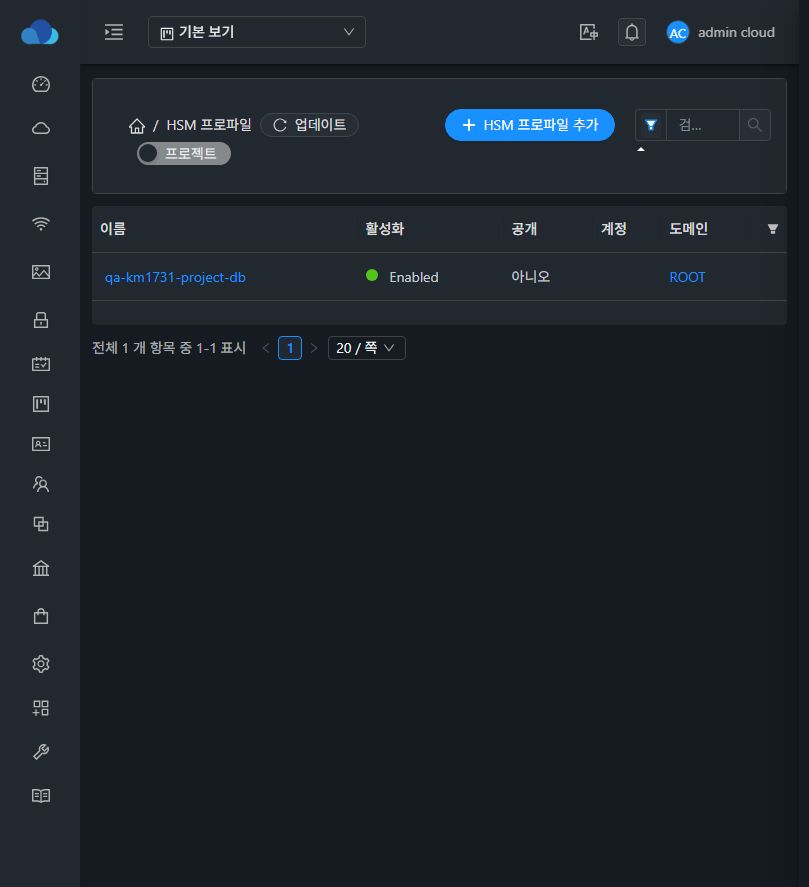 기본 보기
AC admin cloud
/ HSM 프로파일 업데이트
프로젝트
+ HSM 프로파일 추가
검...
이름 활성화 공개 계정 도메인
qa-km1731-project-db Enabled 아니오 ROOT
전체 1 개 항목 중 1-1 표시 < 1 > 20 / 쪽